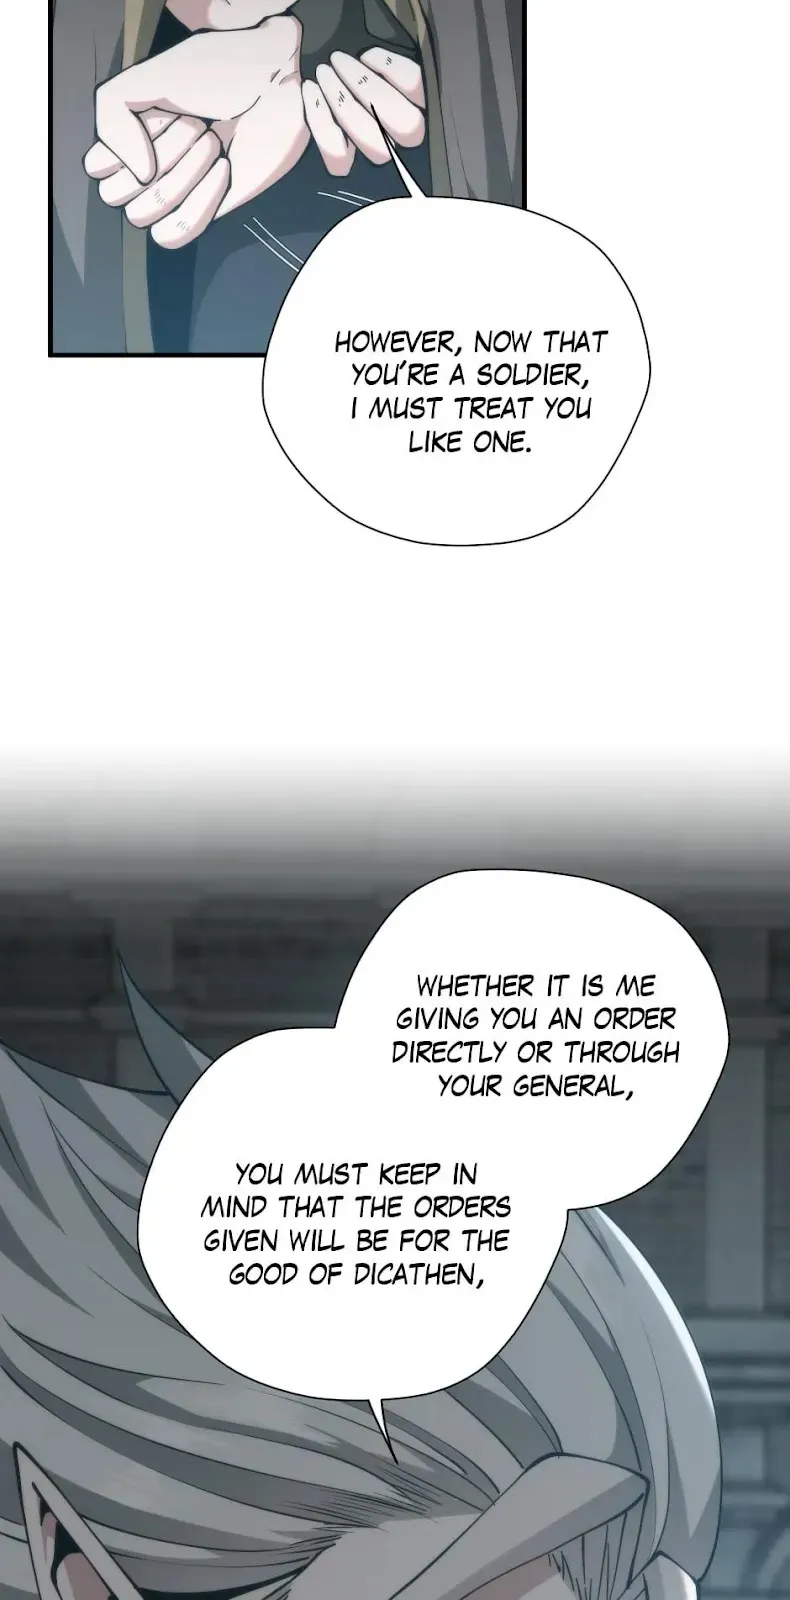 HOWEVER, NOW THAT
YOU'RE A SOLDIER,
I MUST TREAT YOU
LIKE ONE.
WHETHER IT IS ME
GIVING YOU AN ORDER
DIRECTLY OR THROUGH
YOUR GENERAL,
YOU MUST KEEP IN
MIND THAT THE ORDERS
GIVEN WILL BE FOR THE
GOOD OF DICATHEN,